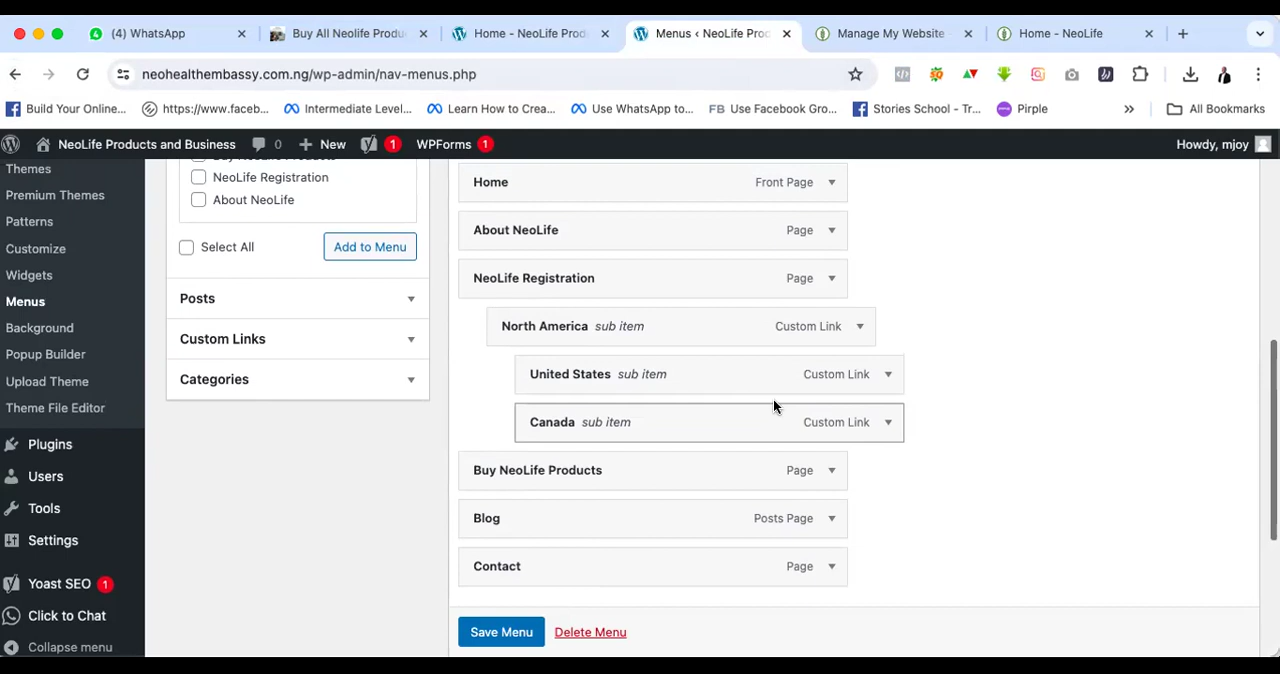 (4) WhatsApp
Buy All Neolife Produ
Home - NeoLife Prod
Menus ‹ NeoLife Proc
Manage My Website
Home - NeoLife
neohealthembassy.com.ng/wp-admin/nav-menus.php
Build Your Online...
https://www.faceb...
Intermediate Level...
Learn How to Crea...
Use WhatsApp to...
FB Use Facebook Gro...
Stories School - Tr...
Pirple
»
All Bookmarks
NeoLife Products and Business
0
New
1
WPForms 1
Howdy, mjoy
Themes
Premium Themes
Patterns
Customize
Widgets
Menus
Background
Popup Builder
Upload Theme
Theme File Editor
Plugins
Users
Tools
Settings
Yoast SEO 1
Click to Chat
Collapse menu
NeoLife Registration
About NeoLife
Select All
Add to Menu
Posts
Custom Links
Categories
Home Front Page
About NeoLife Page
NeoLife Registration Page
North America sub item Custom Link
United States sub item Custom Link
Canada sub item Custom Link
Buy NeoLife Products Page
Blog Posts Page
Contact Page
Save Menu Delete Menu